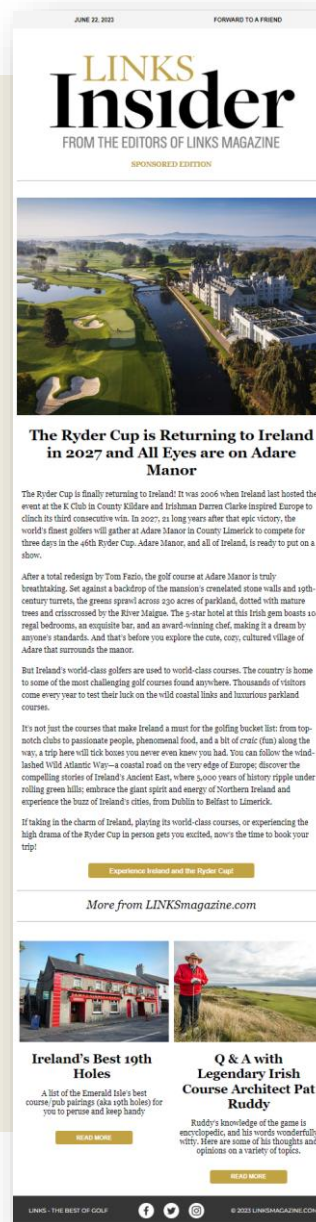 JUNE 22, 2023 FORWARD TO A FRIEND
LINKS
Insider
FROM THE EDITORS OF LINKS MAGAZINE
SPONSORED EDITION
The Ryder Cup is Returning to Ireland
in 2027 and All Eyes are on Adare
Manor
The Ryder Cup is finally returning to Ireland! It was 2006 when Ireland last hosted the
event at the K Club in County Kildare and Irishman Darren Clarke inspired Europe to
clinch its third consecutive win. In 2027, 21 long years after that epic victory, the
world's finest golfers will gather at Adare Manor in County Limerick to compete for
three days in the 46th Ryder Cup. Adare Manor, and all of Ireland, is ready to put on a
show.
After a total redesign by Tom Fazio, the golf course at Adare Manor is truly
breathtaking. Set against a backdrop of the mansion's crenelated stone walls and 19th-
century turrets, the greens sprawl across 230 acres of parkland, dotted with mature
trees and crisscrossed by the River Maigue. The 5-star hotel at this Irish gem boasts 10
regal bedrooms, an exquisite bar, and an award-winning chef, making it a dream by
anyone's standards. And that's before you explore the cute, cozy, cultured village of
Adare that surrounds the manor.
But Ireland's world-class golfers are used to world-class courses. The country is home
to some of the most challenging golf courses found anywhere. Thousands of visitors
come every year to test their luck on the wild coastal links and luxurious parkland
courses.
It's not just the courses that make Ireland a must for the golfing bucket list: from top-
notch clubs to passionate people, phenomenal food, and a bit of craic (fun) along the
way, a trip here will tick boxes you never even knew you had. You can follow the wind-
lashed Wild Atlantic Way—a coastal road on the very edge of Europe; discover the
compelling stories of Ireland's Ancient East, where 5,000 years of history ripple under
rolling green hills; embrace the giant spirit and energy of Northern Ireland and
experience the buzz of Ireland's cities, from Dublin to Belfast to Limerick.
If taking in the charm of Ireland, playing its world-class courses, or experiencing the
high drama of the Ryder Cup in person gets you excited, now's the time to book your
trip!
Experience Ireland and the Ryder Cup!
More from LINKSmagazine.com
Ireland's Best 19th
Holes
A list of the Emerald Isle's best
course/pub pairings (aka 19th holes) for
you to peruse and keep handy
READ MORE
Q & A with
Legendary Irish
Course Architect Pat
Ruddy
Ruddy's knowledge of the game is
encyclopedic, and his words wonderfully
witty. Here are some of his thoughts and
opinions on a variety of topics.
READ MORE
LINKS - THE BEST OF GOLF © 2023 LINKSMAGAZINE.COM